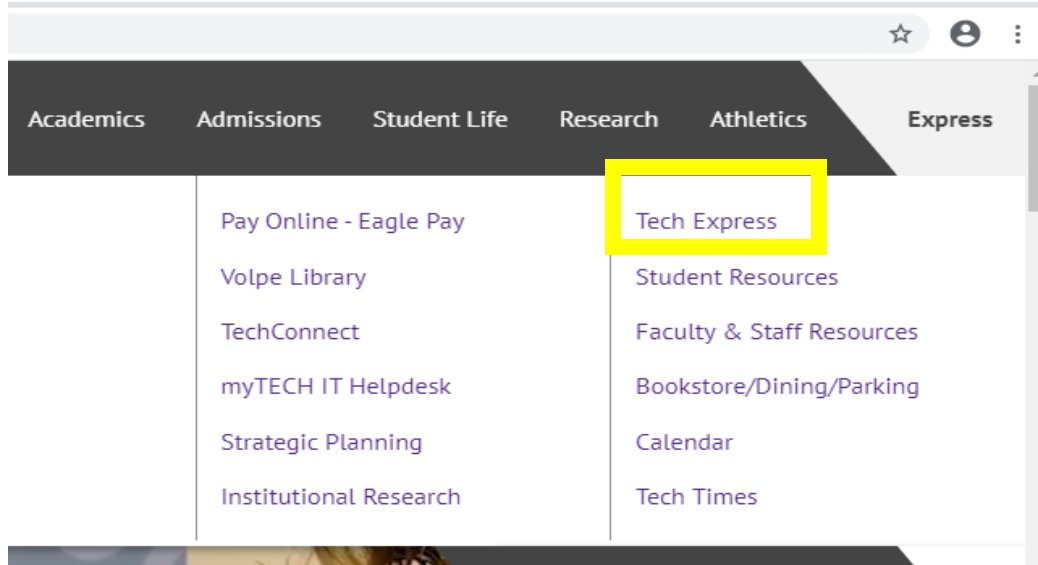 Academics Admissions Student Life Research Athletics Express
Pay Online - Eagle Pay
Volpe Library
TechConnect
myTECH IT Helpdesk
Strategic Planning
Institutional Research
Tech Express
Student Resources
Faculty & Staff Resources
Bookstore/Dining/Parking
Calendar
Tech Times